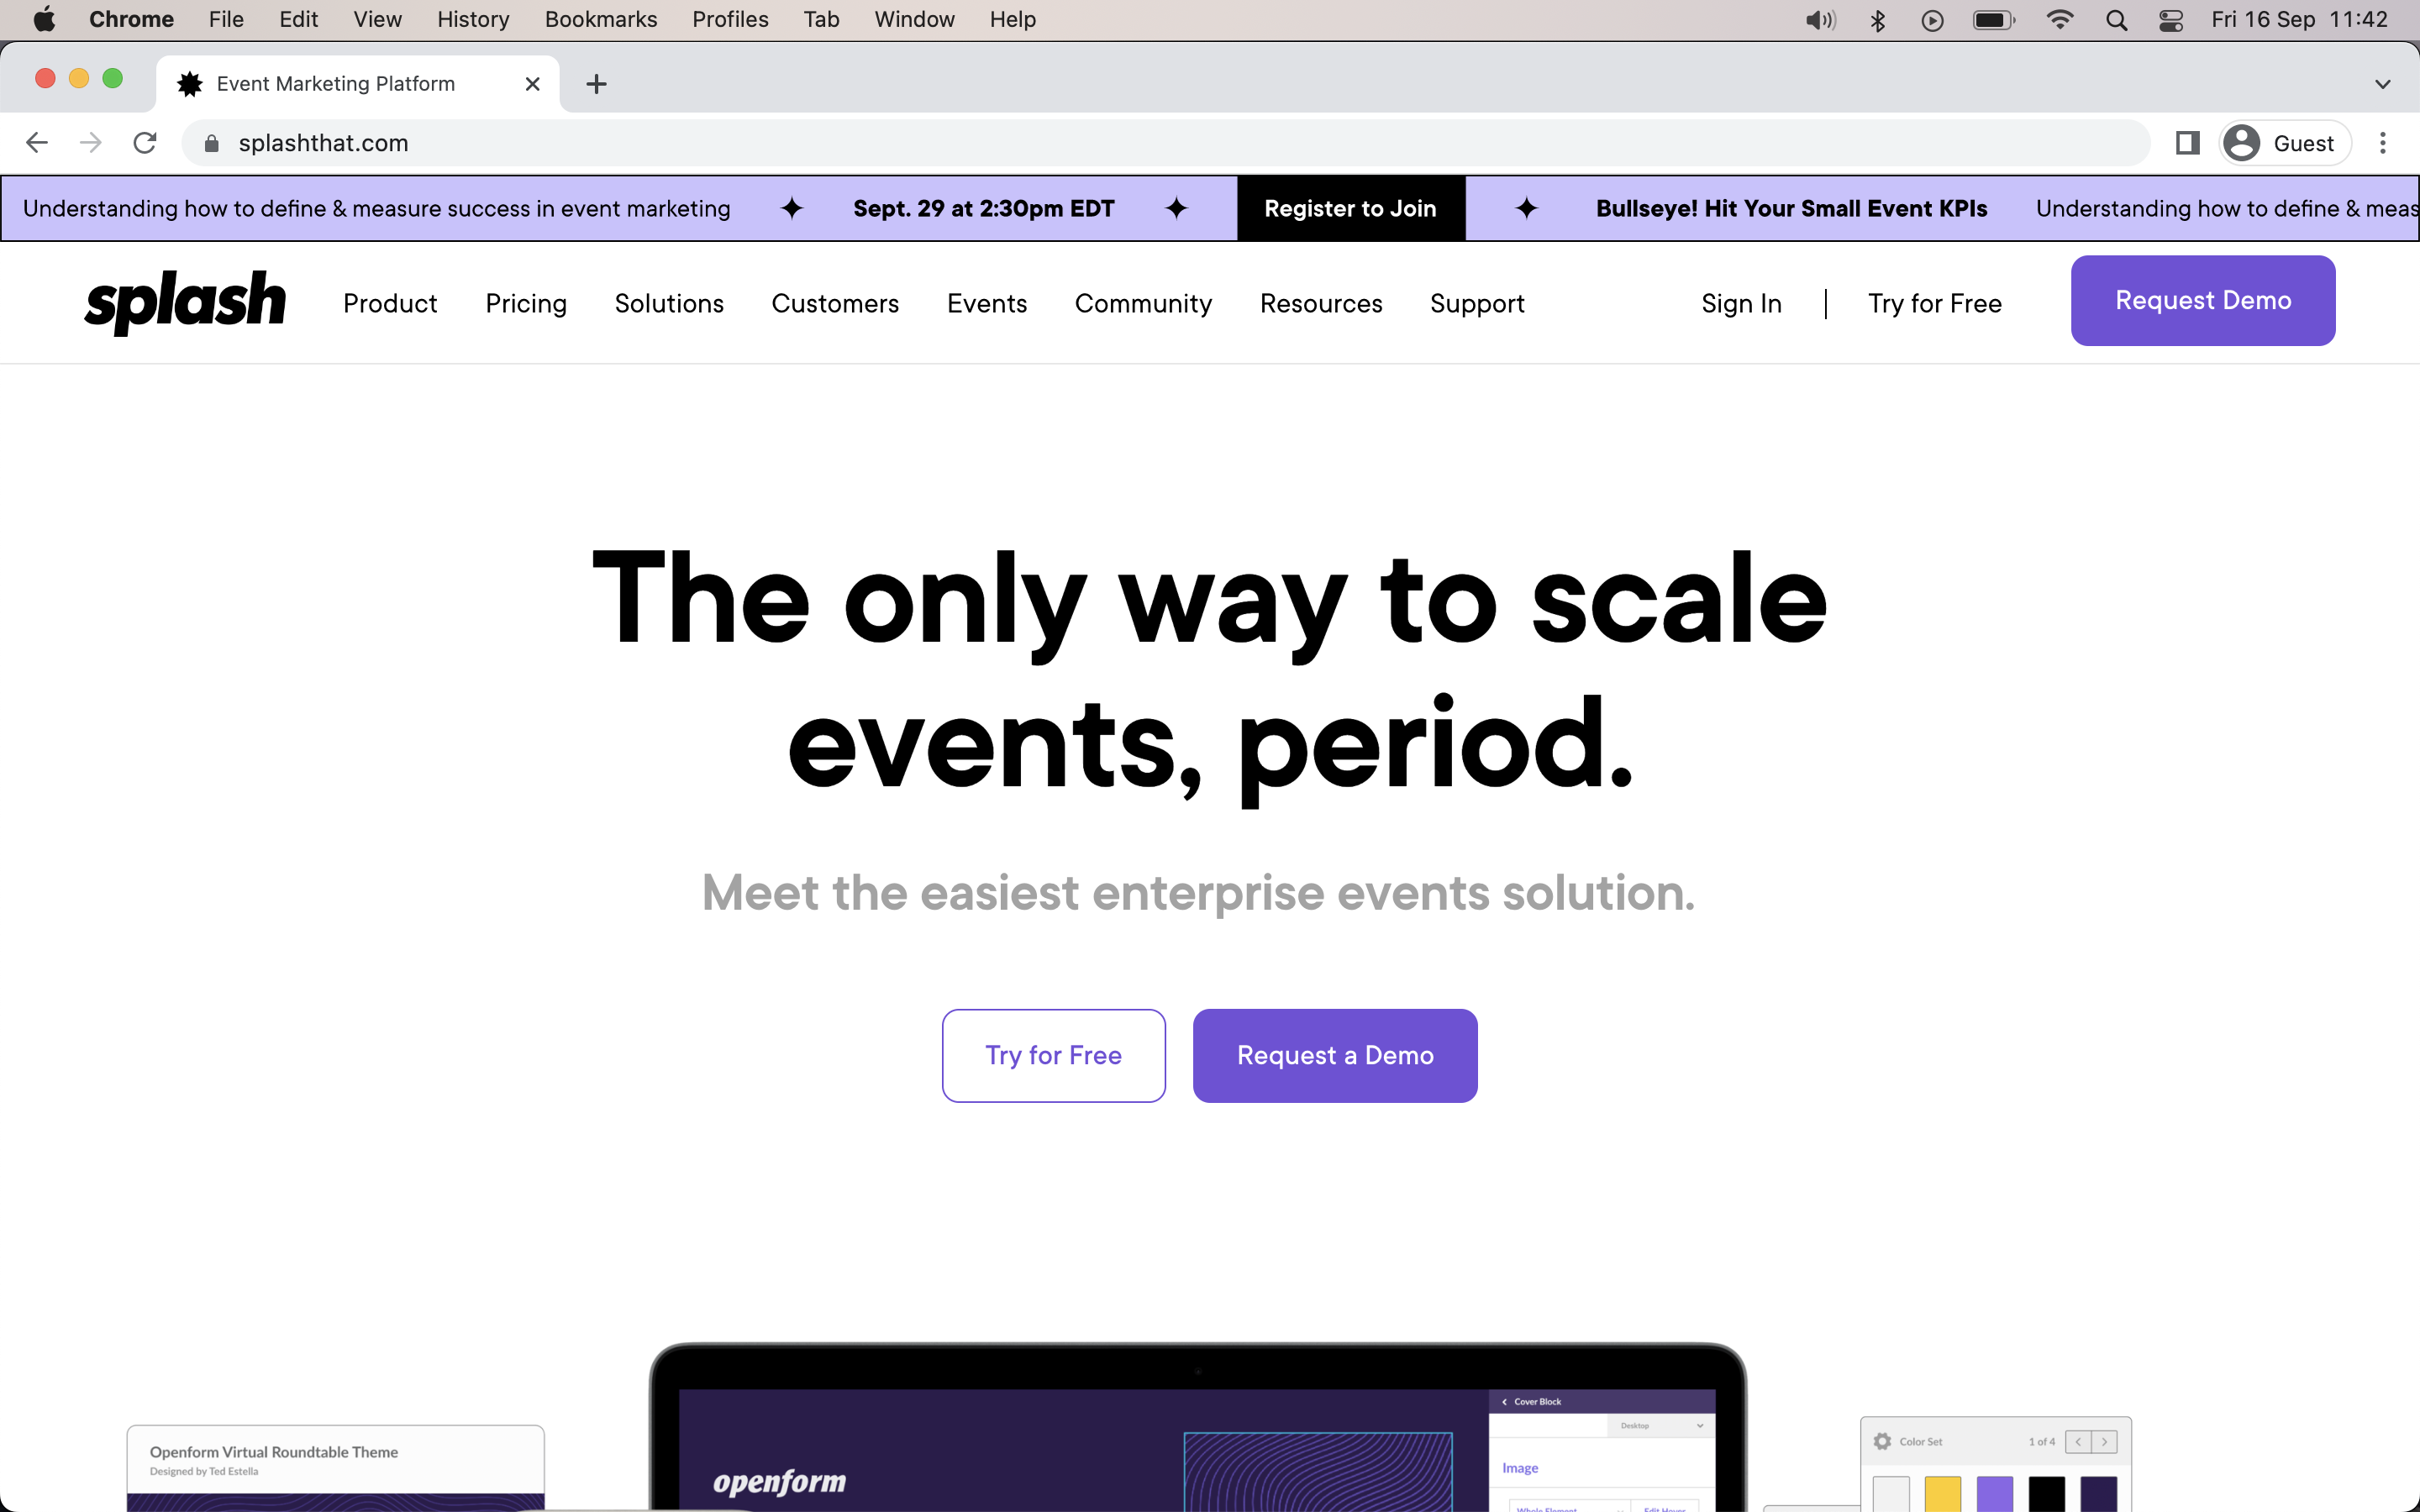 Chrome File Edit View History Bookmarks Profiles Tab Window Help Fri 16 Sep 11:42
Event Marketing Platform
splashthat.com Guest
Understanding how to define & measure success in event marketing Sept. 29 at 2:30pm EDT Register to Join Bullseye! Hit Your Small Event KPIs Understanding how to define & meas
splash Product Pricing Solutions Customers Events Community Resources Support Sign In Try for Free Request Demo
The only way to scale
events, period.
Meet the easiest enterprise events solution.
Try for Free Request a Demo
Cover Block
Desktop
Openform Virtual Roundtable Theme
Designed by Ted Estella
Color Set 1 of 4
Image
openform
Whole Element Edit Hover